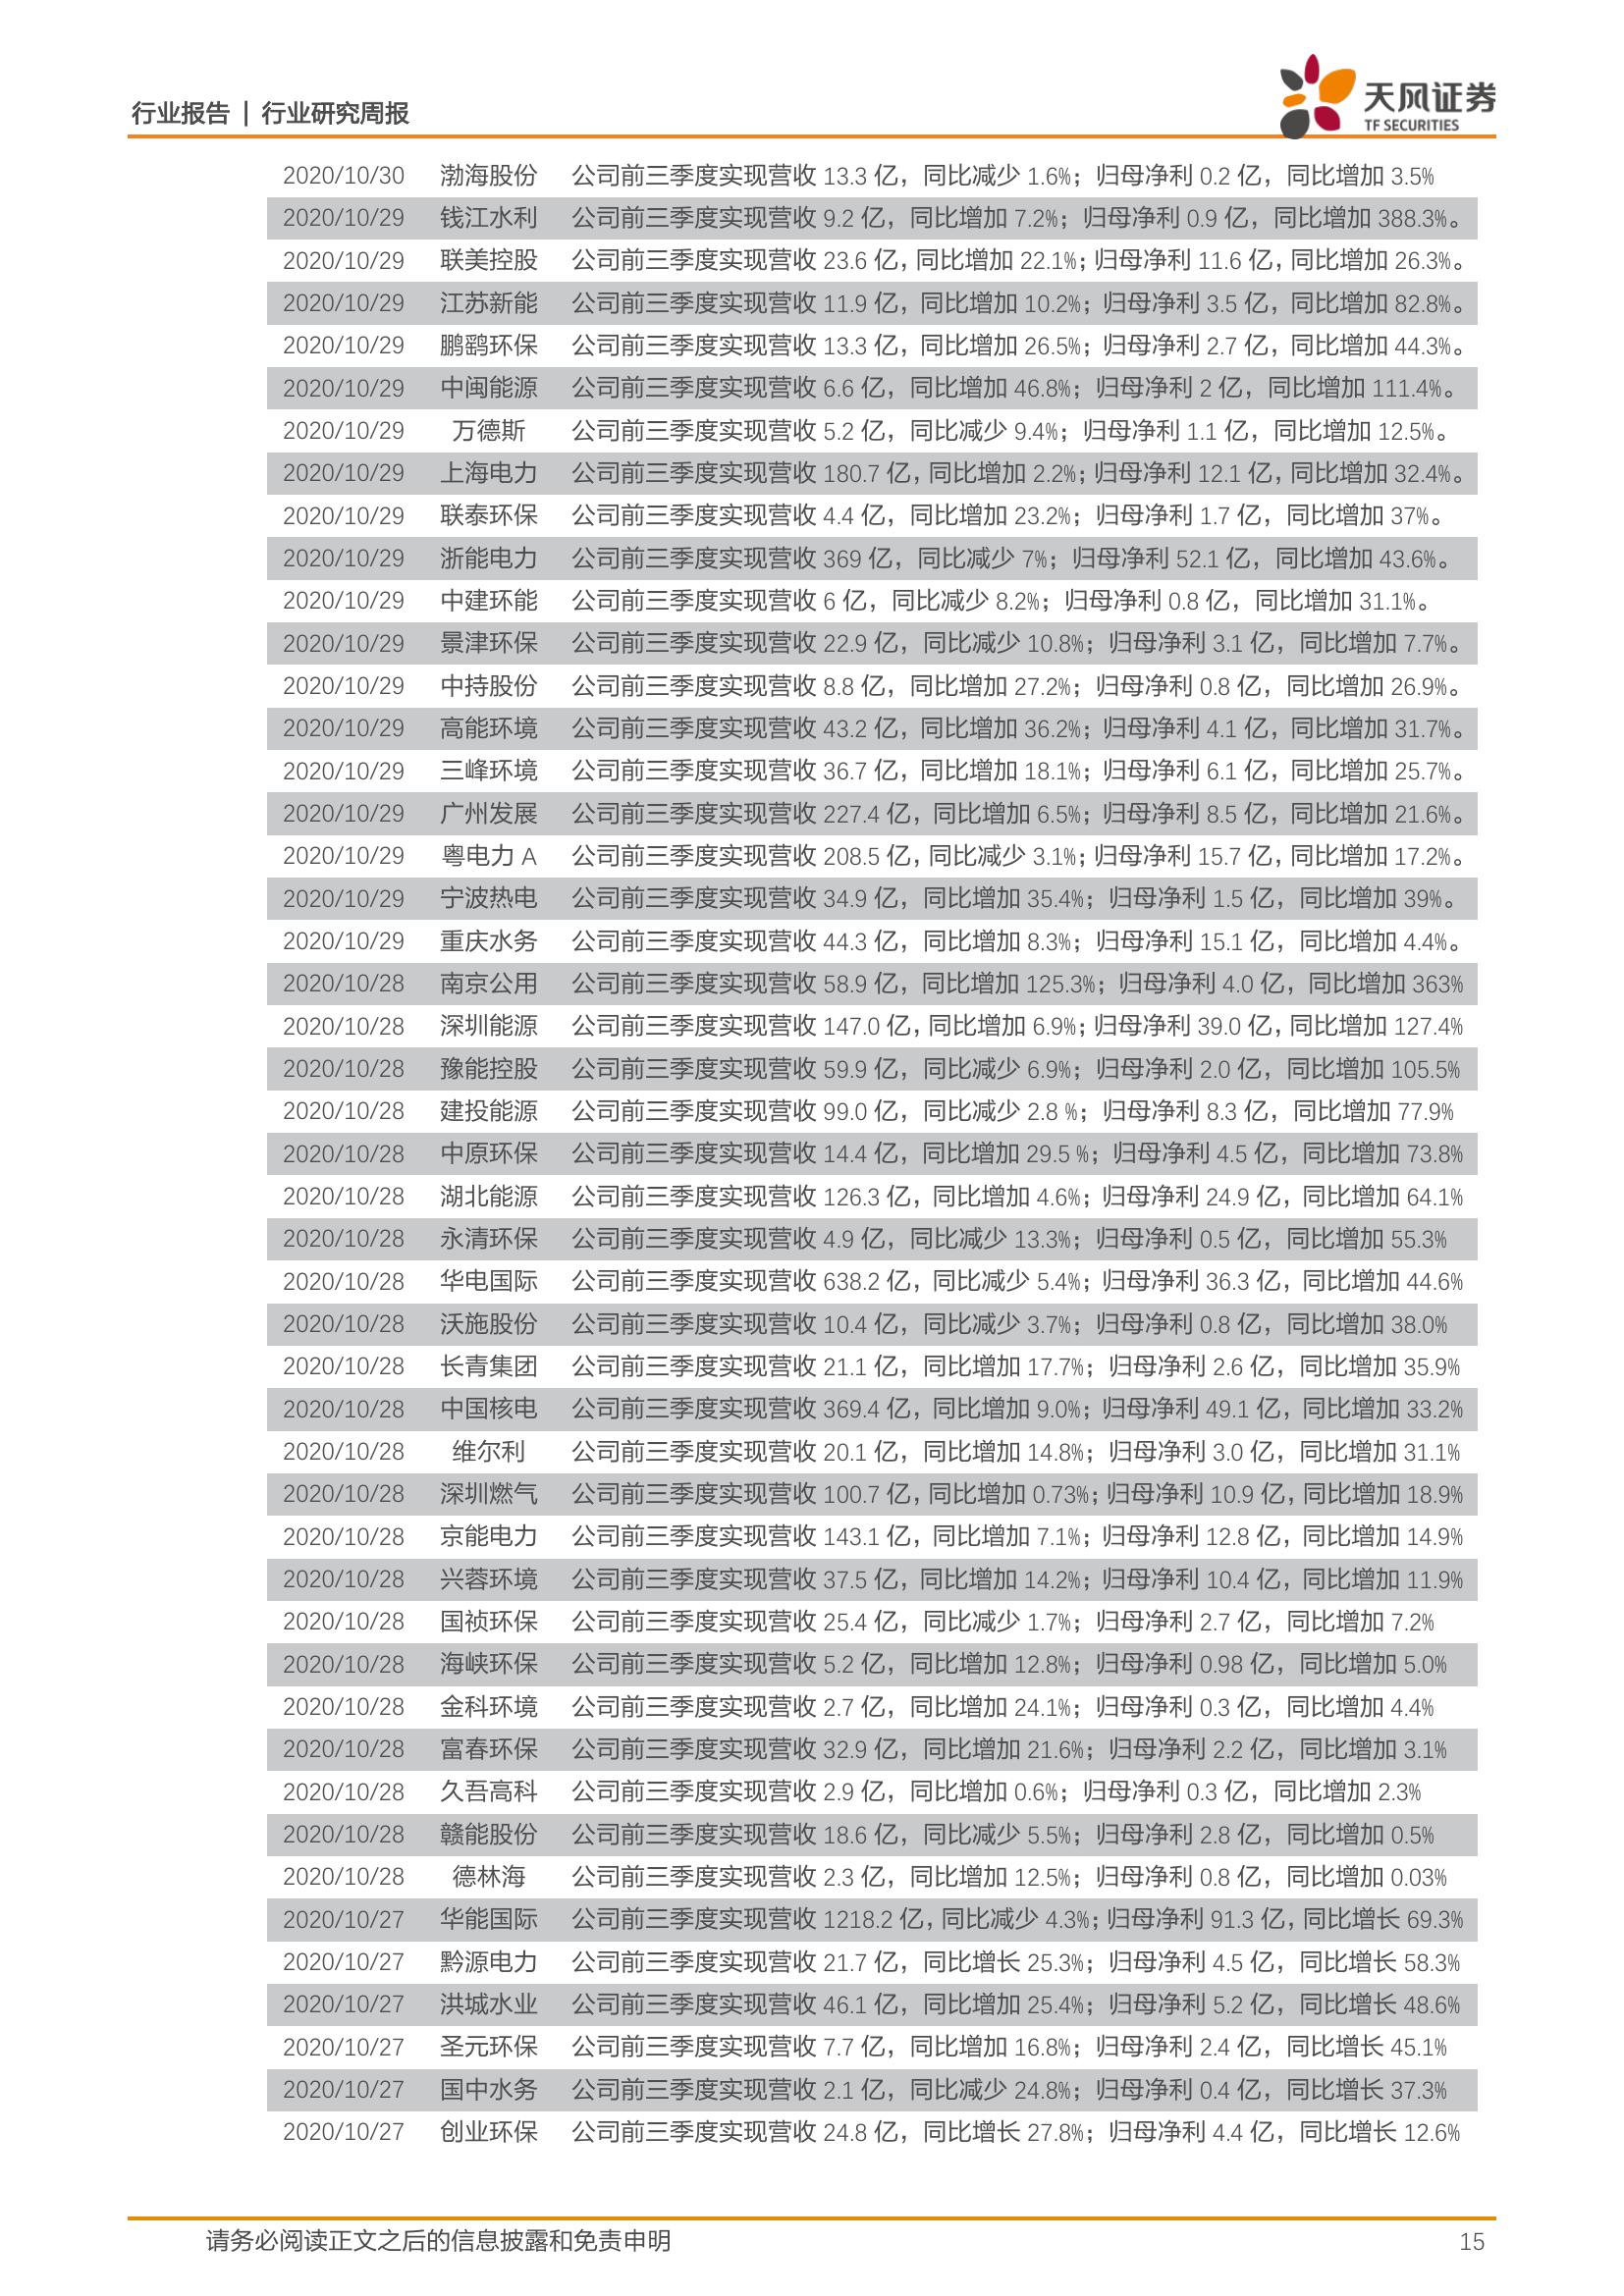 行业报告 | 行业研究周报
天风证券
TF SECURITIES
2020/10/30 渤海股份 公司前三季度实现营收 13.3 亿，同比减少 1.6%；归母净利 0.2 亿，同比增加 3.5%
2020/10/29 钱江水利 公司前三季度实现营收 9.2 亿，同比增加 7.2%；归母净利 0.9 亿，同比增加 388.3%。
2020/10/29 联美控股 公司前三季度实现营收 23.6 亿，同比增加 22.1%；归母净利 11.6 亿，同比增加 26.3%。
2020/10/29 江苏新能 公司前三季度实现营收 11.9 亿，同比增加 10.2%；归母净利 3.5 亿，同比增加 82.8%。
2020/10/29 鹏鹞环保 公司前三季度实现营收 13.3 亿，同比增加 26.5%；归母净利 2.7 亿，同比增加 44.3%。
2020/10/29 中闽能源 公司前三季度实现营收 6.6 亿，同比增加 46.8%；归母净利 2 亿，同比增加 111.4%。
2020/10/29 万德斯 公司前三季度实现营收 5.2 亿，同比减少 9.4%；归母净利 1.1 亿，同比增加 12.5%。
2020/10/29 上海电力 公司前三季度实现营收 180.7 亿，同比增加 2.2%；归母净利 12.1 亿，同比增加 32.4%。
2020/10/29 联泰环保 公司前三季度实现营收 4.4 亿，同比增加 23.2%；归母净利 1.7 亿，同比增加 37%。
2020/10/29 浙能电力 公司前三季度实现营收 369 亿，同比减少 7%；归母净利 52.1 亿，同比增加 43.6%。
2020/10/29 中建环能 公司前三季度实现营收 6 亿，同比减少 8.2%；归母净利 0.8 亿，同比增加 31.1%。
2020/10/29 景津环保 公司前三季度实现营收 22.9 亿，同比减少 10.8%；归母净利 3.1 亿，同比增加 7.7%。
2020/10/29 中持股份 公司前三季度实现营收 8.8 亿，同比增加 27.2%；归母净利 0.8 亿，同比增加 26.9%。
2020/10/29 高能环境 公司前三季度实现营收 43.2 亿，同比增加 36.2%；归母净利 4.1 亿，同比增加 31.7%。
2020/10/29 三峰环境 公司前三季度实现营收 36.7 亿，同比增加 18.1%；归母净利 6.1 亿，同比增加 25.7%。
2020/10/29 广州发展 公司前三季度实现营收 227.4 亿，同比增加 6.5%；归母净利 8.5 亿，同比增加 21.6%。
2020/10/29 粤电力 A 公司前三季度实现营收 208.5 亿，同比减少 3.1%；归母净利 15.7 亿，同比增加 17.2%。
2020/10/29 宁波热电 公司前三季度实现营收 34.9 亿，同比增加 35.4%；归母净利 1.5 亿，同比增加 39%。
2020/10/29 重庆水务 公司前三季度实现营收 44.3 亿，同比增加 8.3%；归母净利 15.1 亿，同比增加 4.4%。
2020/10/28 南京公用 公司前三季度实现营收 58.9 亿，同比增加 125.3%；归母净利 4.0 亿，同比增加 363%
2020/10/28 深圳能源 公司前三季度实现营收 147.0 亿，同比增加 6.9%；归母净利 39.0 亿，同比增加 127.4%
2020/10/28 豫能控股 公司前三季度实现营收 59.9 亿，同比减少 6.9%；归母净利 2.0 亿，同比增加 105.5%
2020/10/28 建投能源 公司前三季度实现营收 99.0 亿，同比减少 2.8 %；归母净利 8.3 亿，同比增加 77.9%
2020/10/28 中原环保 公司前三季度实现营收 14.4 亿，同比增加 29.5 %；归母净利 4.5 亿，同比增加 73.8%
2020/10/28 湖北能源 公司前三季度实现营收 126.3 亿，同比增加 4.6%；归母净利 24.9 亿，同比增加 64.1%
2020/10/28 永清环保 公司前三季度实现营收 4.9 亿，同比减少 13.3%；归母净利 0.5 亿，同比增加 55.3%
2020/10/28 华电国际 公司前三季度实现营收 638.2 亿，同比减少 5.4%；归母净利 36.3 亿，同比增加 44.6%
2020/10/28 沃施股份 公司前三季度实现营收 10.4 亿，同比减少 3.7%；归母净利 0.8 亿，同比增加 38.0%
2020/10/28 长青集团 公司前三季度实现营收 21.1 亿，同比增加 17.7%；归母净利 2.6 亿，同比增加 35.9%
2020/10/28 中国核电 公司前三季度实现营收 369.4 亿，同比增加 9.0%；归母净利 49.1 亿，同比增加 33.2%
2020/10/28 维尔利 公司前三季度实现营收 20.1 亿，同比增加 14.8%；归母净利 3.0 亿，同比增加 31.1%
2020/10/28 深圳燃气 公司前三季度实现营收 100.7 亿，同比增加 0.73%；归母净利 10.9 亿，同比增加 18.9%
2020/10/28 京能电力 公司前三季度实现营收 143.1 亿，同比增加 7.1%；归母净利 12.8 亿，同比增加 14.9%
2020/10/28 兴蓉环境 公司前三季度实现营收 37.5 亿，同比增加 14.2%；归母净利 10.4 亿，同比增加 11.9%
2020/10/28 国祯环保 公司前三季度实现营收 25.4 亿，同比减少 1.7%；归母净利 2.7 亿，同比增加 7.2%
2020/10/28 海峡环保 公司前三季度实现营收 5.2 亿，同比增加 12.8%；归母净利 0.98 亿，同比增加 5.0%
2020/10/28 金科环境 公司前三季度实现营收 2.7 亿，同比增加 24.1%；归母净利 0.3 亿，同比增加 4.4%
2020/10/28 富春环保 公司前三季度实现营收 32.9 亿，同比增加 21.6%；归母净利 2.2 亿，同比增加 3.1%
2020/10/28 久吾高科 公司前三季度实现营收 2.9 亿，同比增加 0.6%；归母净利 0.3 亿，同比增加 2.3%
2020/10/28 赣能股份 公司前三季度实现营收 18.6 亿，同比减少 5.5%；归母净利 2.8 亿，同比增加 0.5%
2020/10/28 德林海 公司前三季度实现营收 2.3 亿，同比增加 12.5%；归母净利 0.8 亿，同比增加 0.03%
2020/10/27 华能国际 公司前三季度实现营收 1218.2 亿，同比减少 4.3%；归母净利 91.3 亿，同比增长 69.3%
2020/10/27 黔源电力 公司前三季度实现营收 21.7 亿，同比增长 25.3%；归母净利 4.5 亿，同比增长 58.3%
2020/10/27 洪城水业 公司前三季度实现营收 46.1 亿，同比增加 25.4%；归母净利 5.2 亿，同比增长 48.6%
2020/10/27 圣元环保 公司前三季度实现营收 7.7 亿，同比增加 16.8%；归母净利 2.4 亿，同比增长 45.1%
2020/10/27 国中水务 公司前三季度实现营收 2.1 亿，同比减少 24.8%；归母净利 0.4 亿，同比增长 37.3%
2020/10/27 创业环保 公司前三季度实现营收 24.8 亿，同比增长 27.8%；归母净利 4.4 亿，同比增长 12.6%
请务必阅读正文之后的信息披露和免责申明 15